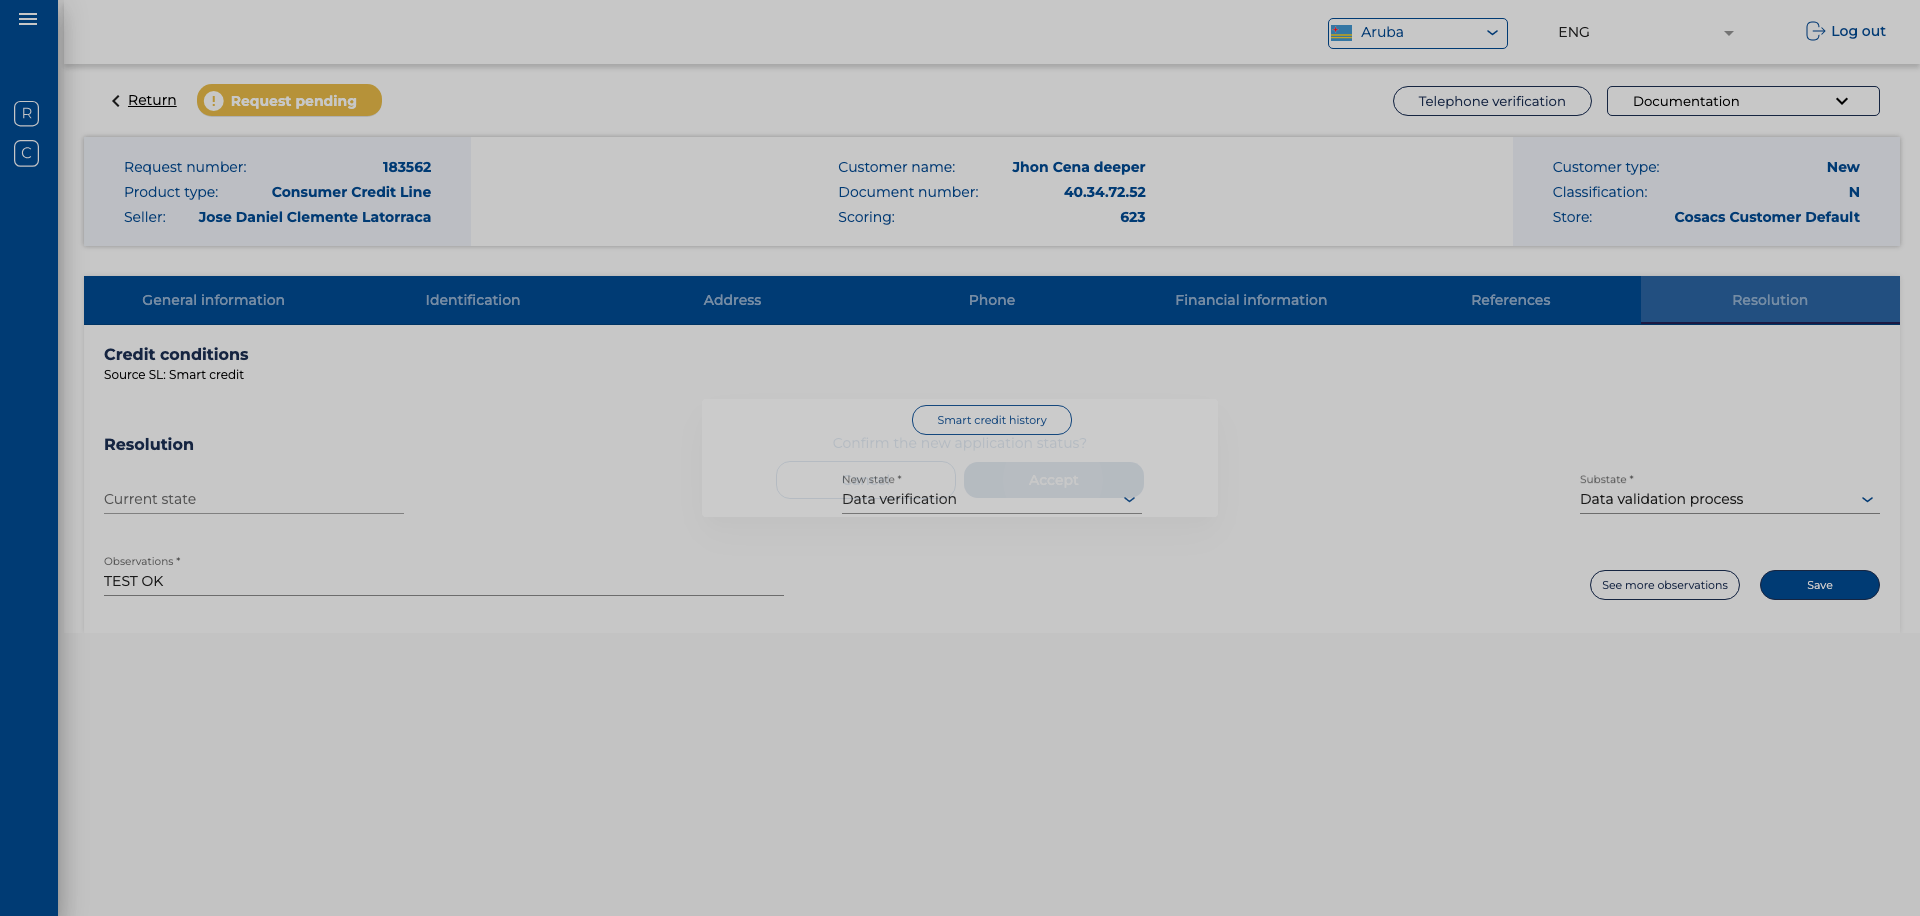 Aruba
ENG
Log out
R
C
Return
! Request pending
Telephone verification
Documentation
Request number: 183562
Product type: Consumer Credit Line
Seller: Jose Daniel Clemente Latorraca
Customer name: Jhon Cena deeper
Document number: 40.34.72.52
Scoring: 623
Customer type: New
Classification: N
Store: Cosacs Customer Default
General information
Identification
Address
Phone
Financial information
References
Resolution
Credit conditions
Source SL: Smart credit
Smart credit history
Confirm the new application status?
Accept
Resolution
Current state
New state *
Data verification
Substate *
Data validation process
Observations *
TEST OK
See more observations
Save